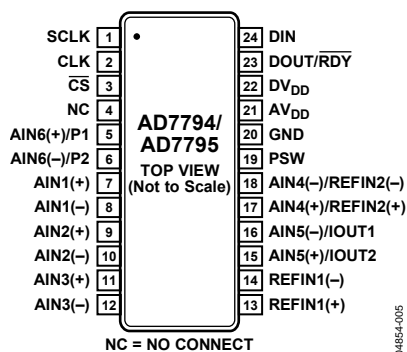 SCLK 1
CLK 2
CS 3
NC 4
AIN6(+)/P1 5
AIN6(–)/P2 6
AIN1(+) 7
AIN1(–) 8
AIN2(+) 9
AIN2(–) 10
AIN3(+) 11
AIN3(–) 12
AD7794/
AD7795
TOP VIEW
(Not to Scale)
24 DIN
23 DOUT/RDY
22 DVDD
21 AVDD
20 GND
19 PSW
18 AIN4(–)/REFIN2(–)
17 AIN4(+)/REFIN2(+)
16 AIN5(–)/IOUT1
15 AIN5(+)/IOUT2
14 REFIN1(–)
13 REFIN1(+)
NC = NO CONNECT
04854-005